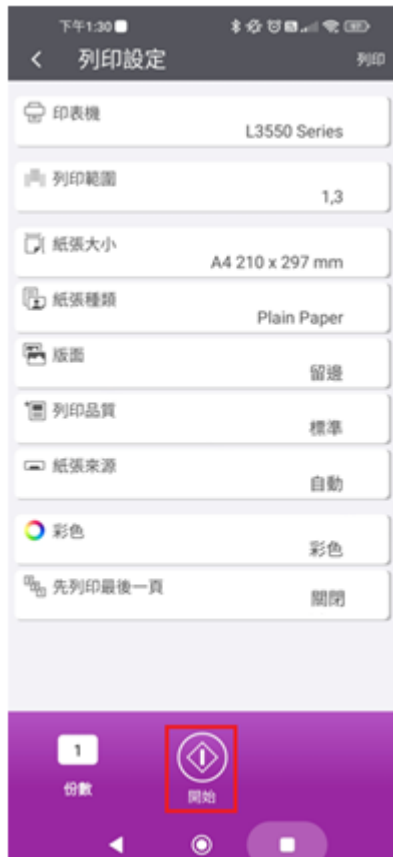 下午1:30
列印設定
列印
印表機
L3550 Series
列印範圍
1,3
紙張大小
A4 210 x 297 mm
紙張種類
Plain Paper
版面
留邊
列印品質
標準
紙張來源
自動
彩色
彩色
先列印最後一頁
關閉
1
份數
開始